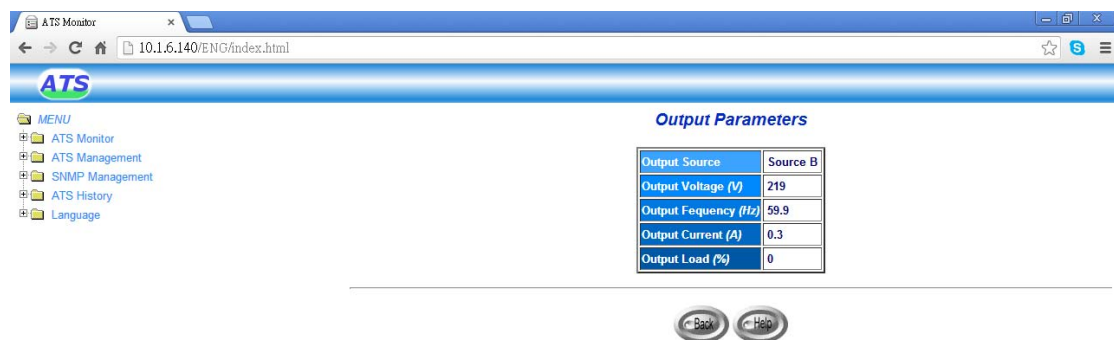 ATS Monitor
10.1.6.140/ENG/index.html
ATS
MENU
ATS Monitor
ATS Management
SNMP Management
ATS History
Language
Output Parameters
Output Source Source B
Output Voltage (V) 219
Output Fequency (Hz) 59.9
Output Current (A) 0.3
Output Load (%) 0
Back Help